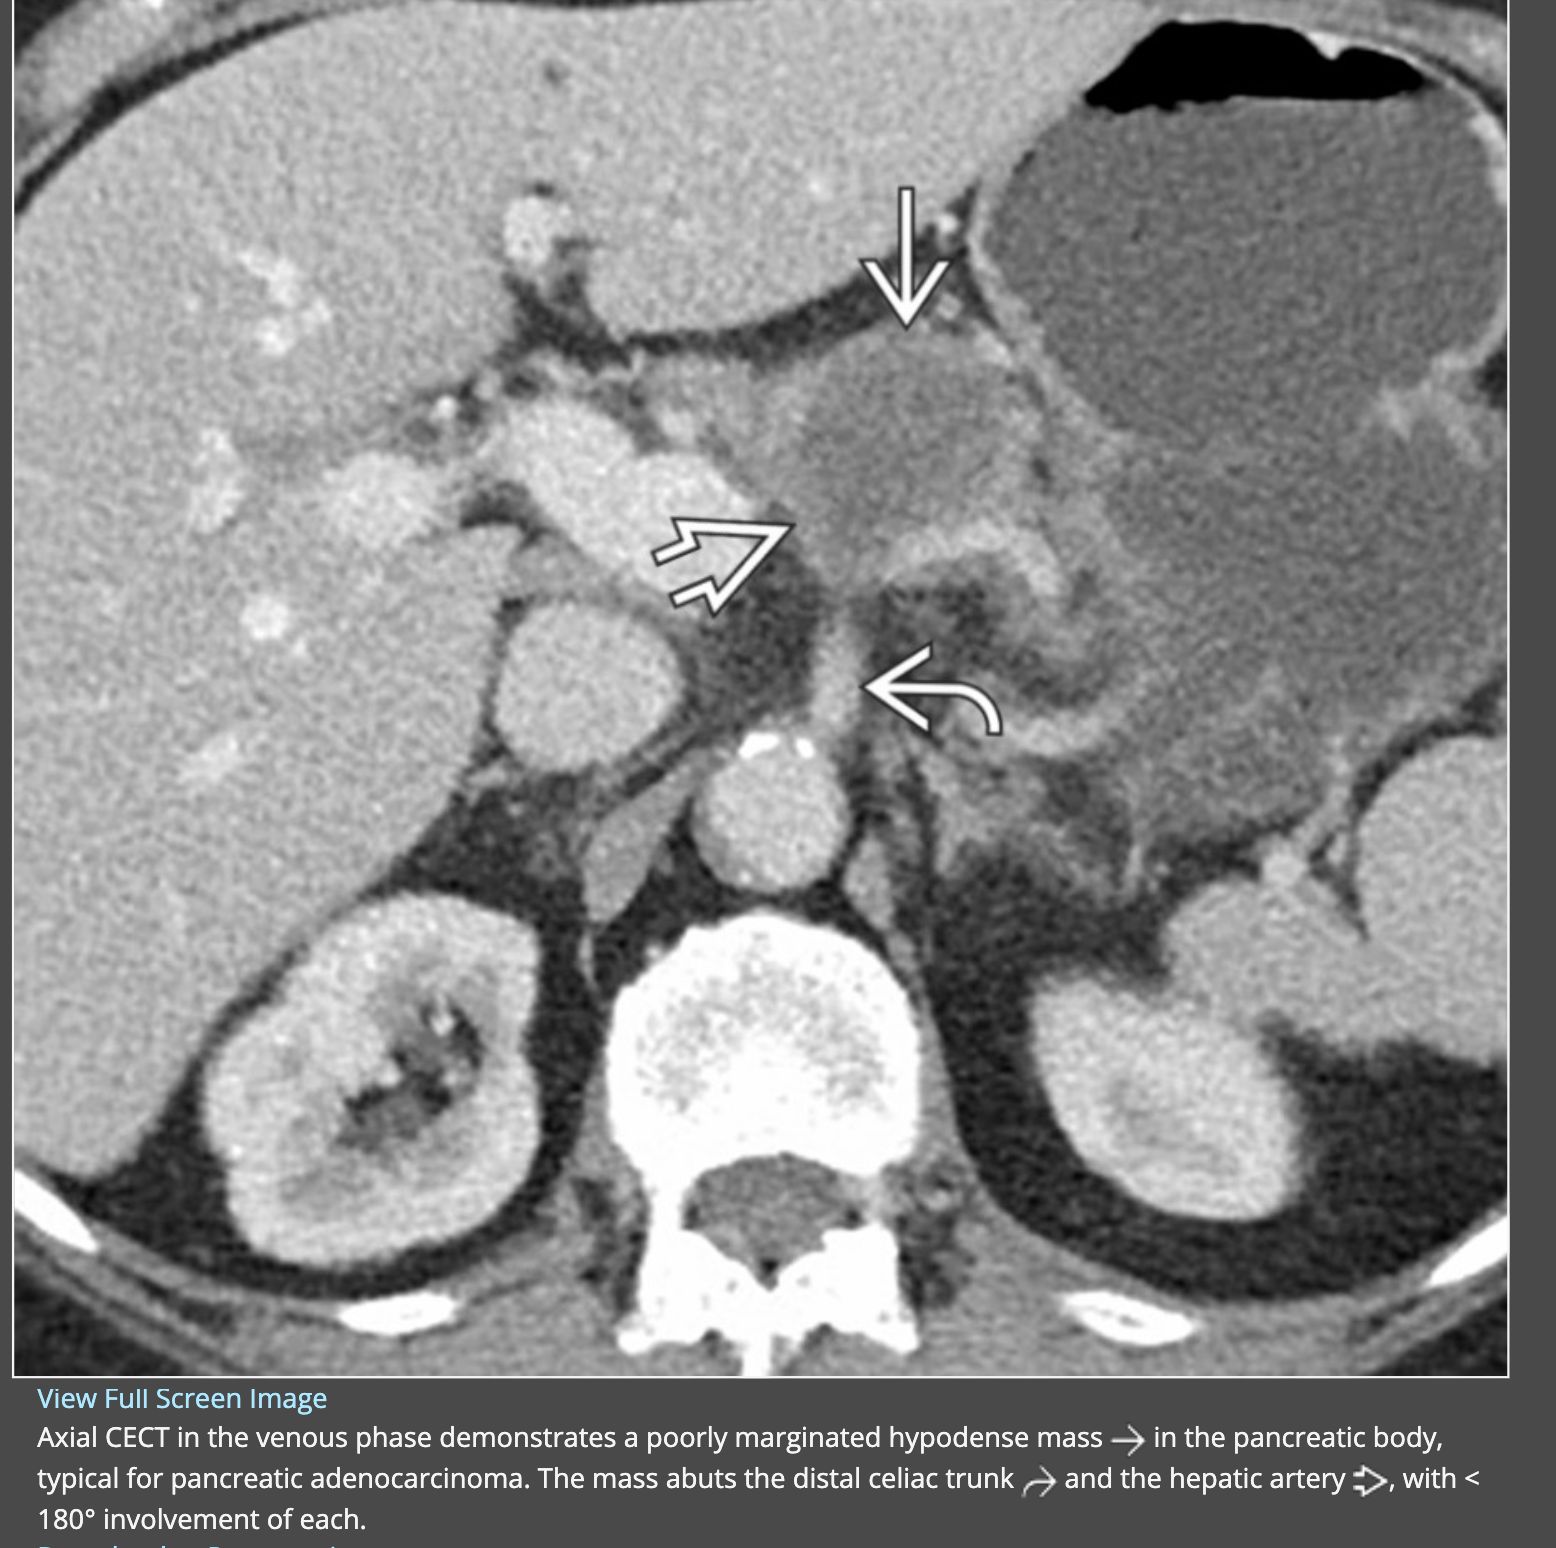 View Full Screen Image
Axial CECT in the venous phase demonstrates a poorly marginated hypodense mass in the pancreatic body,
typical for pancreatic adenocarcinoma. The mass abuts the distal celiac trunk and the hepatic artery , with <
180° involvement of each.